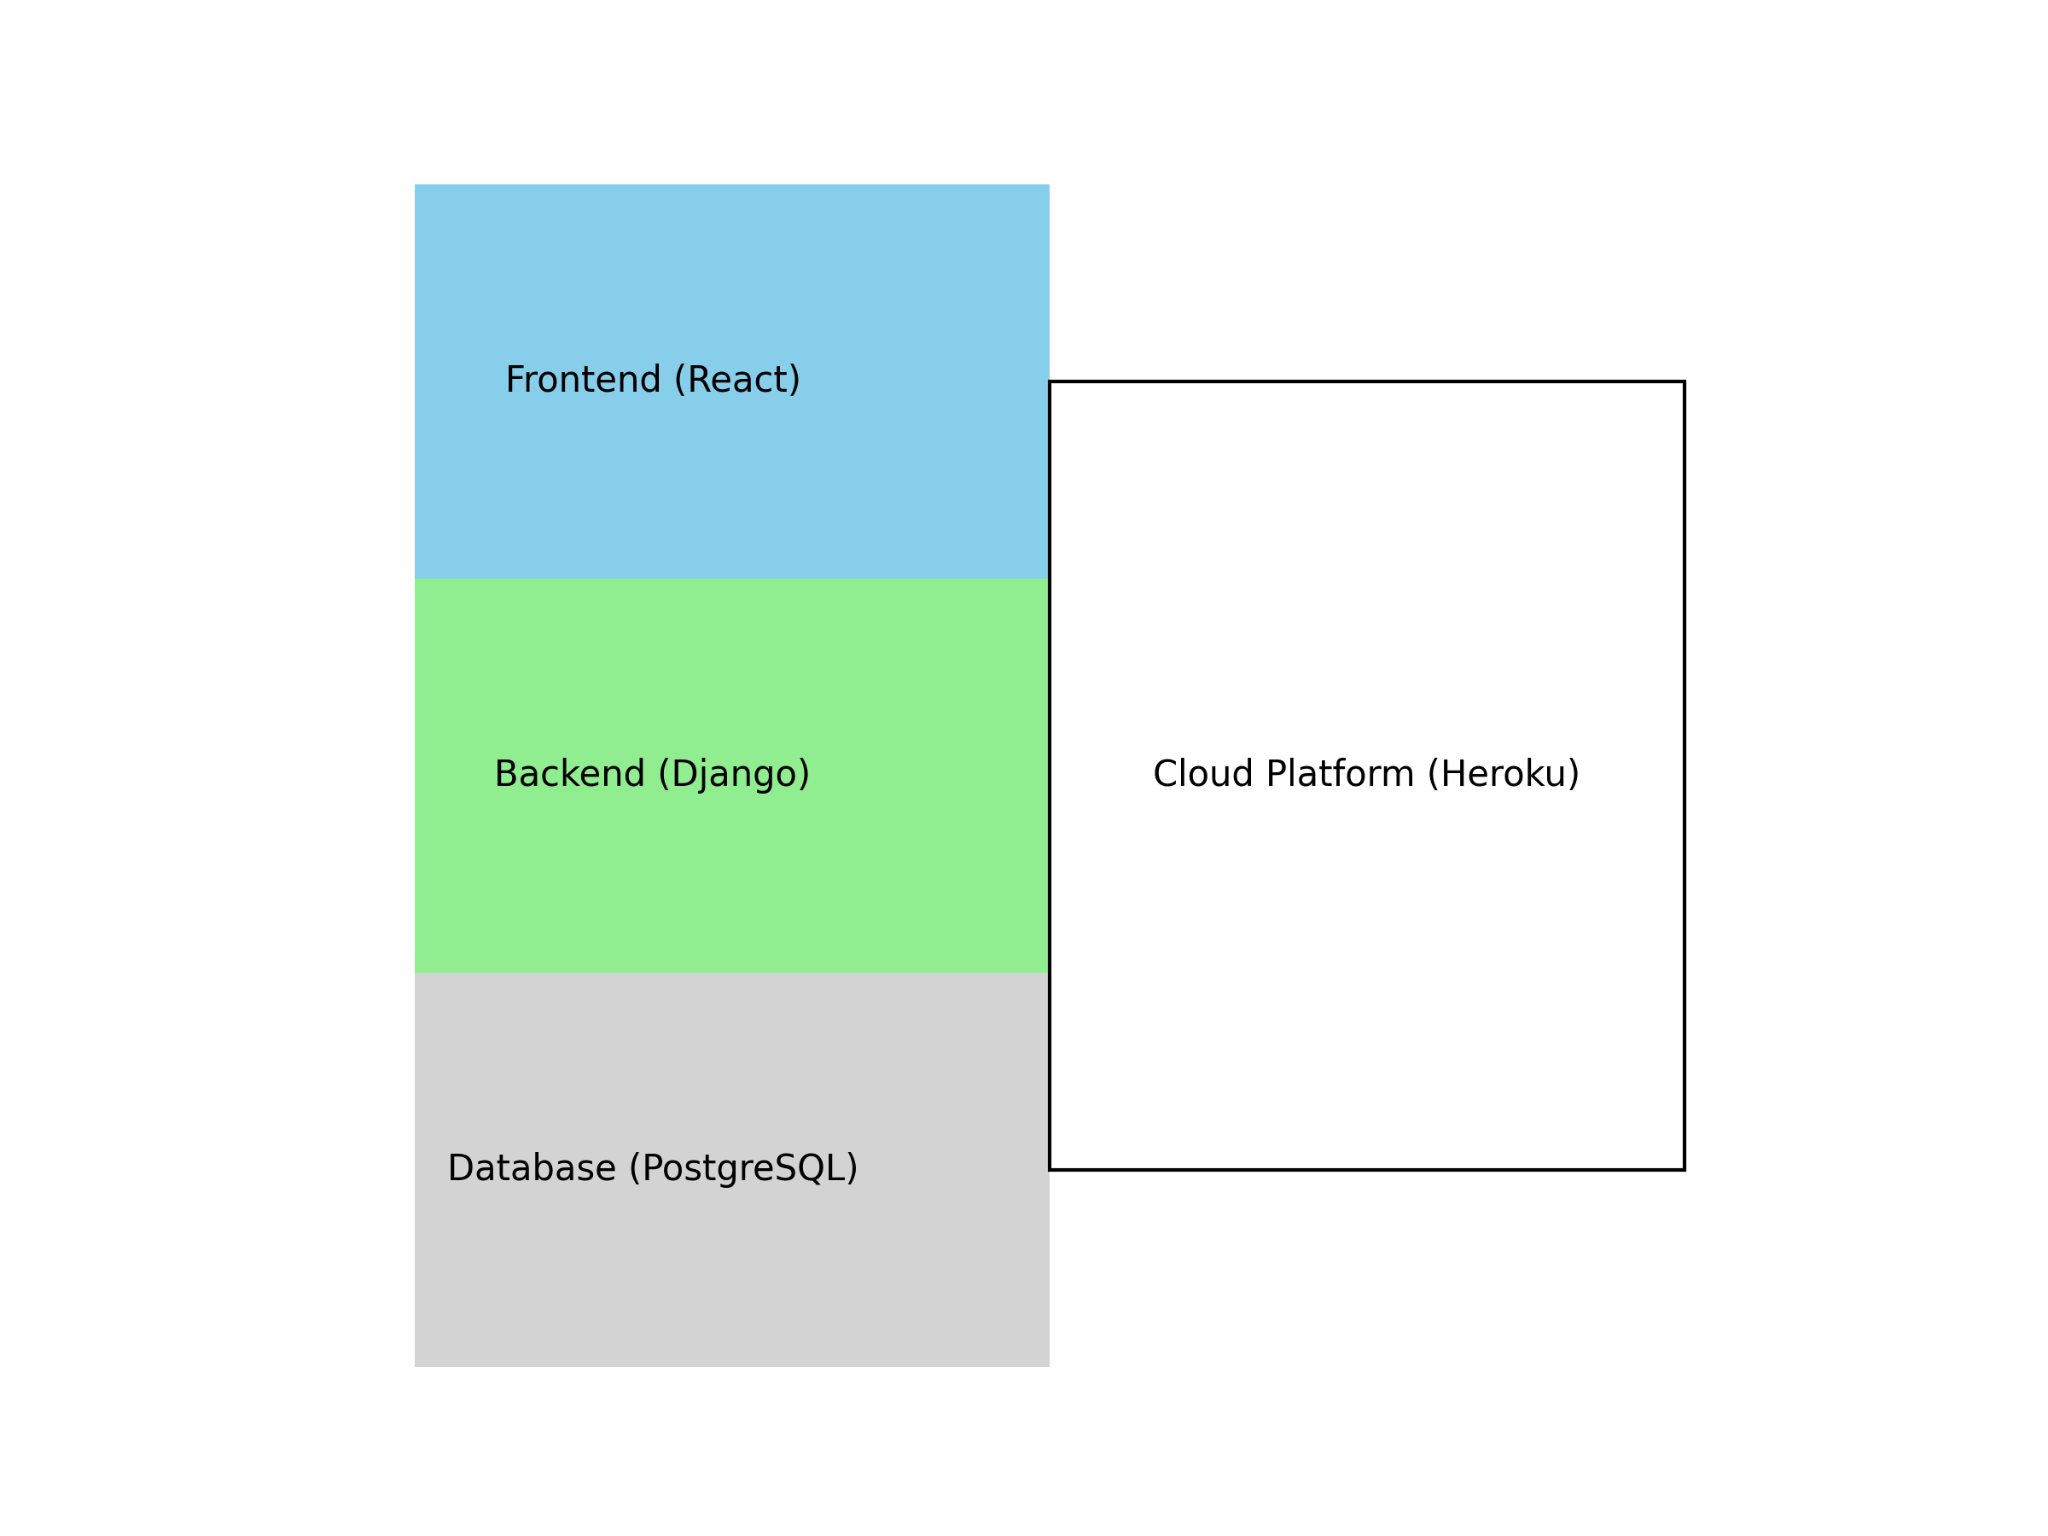 Frontend (React)
Backend (Django)
Cloud Platform (Heroku)
Database (PostgreSQL)